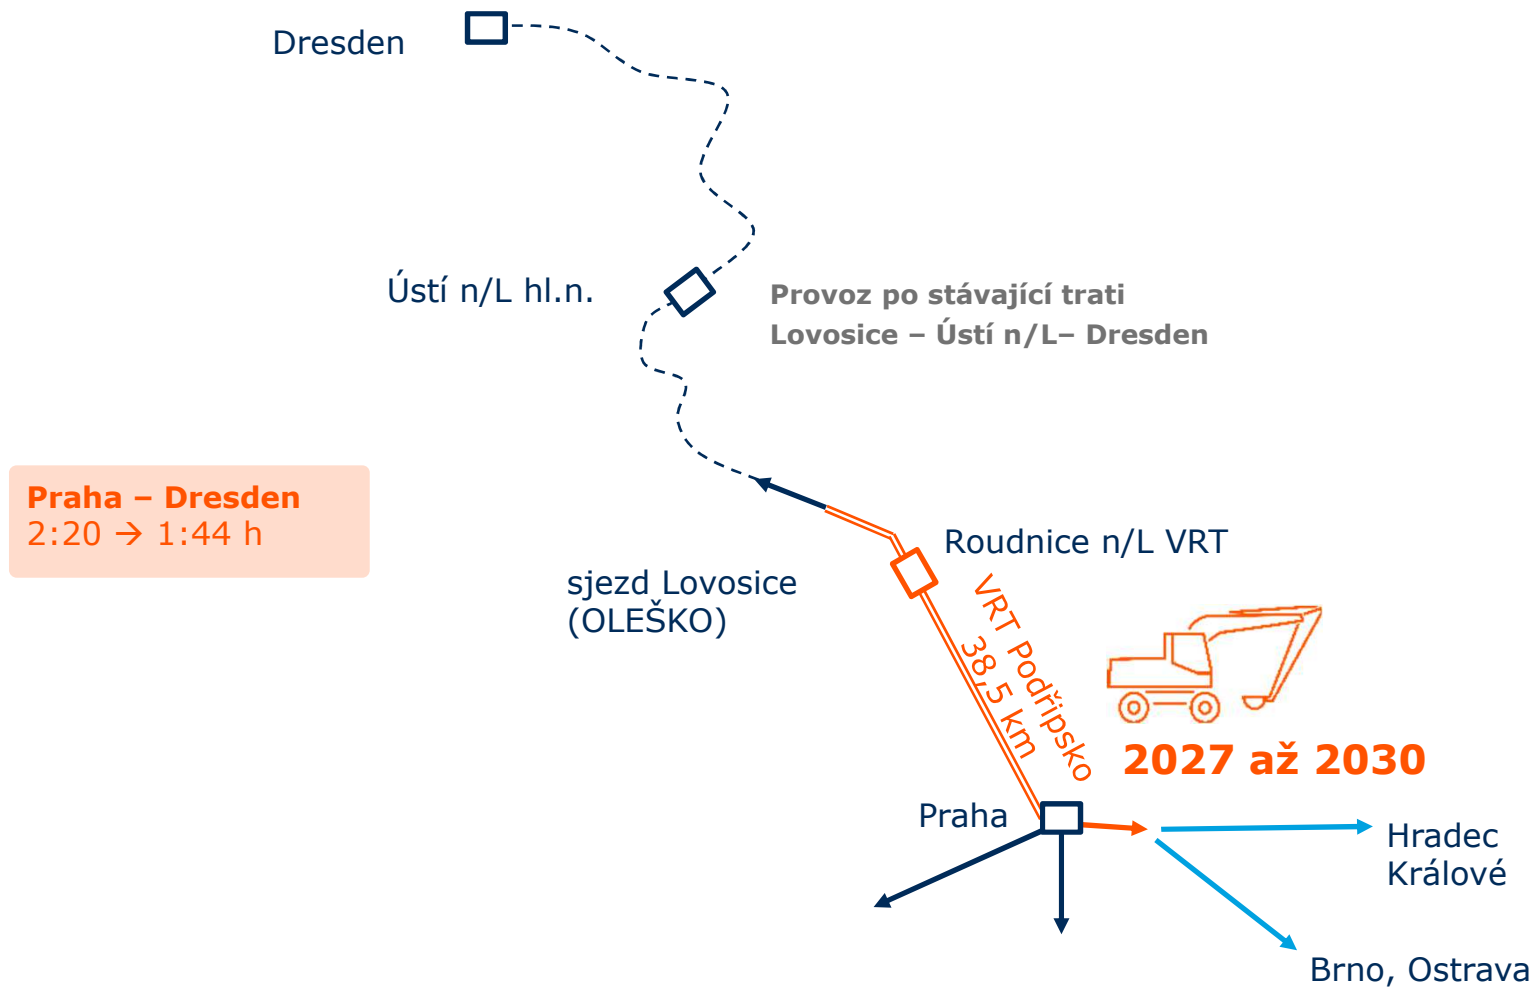 Dresden
Ústí n/L hl.n.
Provoz po stávající trati
Lovosice – Ústí n/L– Dresden
Praha – Dresden
2:20 → 1:44 h
Roudnice n/L VRT
sjezd Lovosice
(OLEŠKO)
VRT Podřipsko
38,5 km
2027 až 2030
Praha
Hradec
Králové
Brno, Ostrava